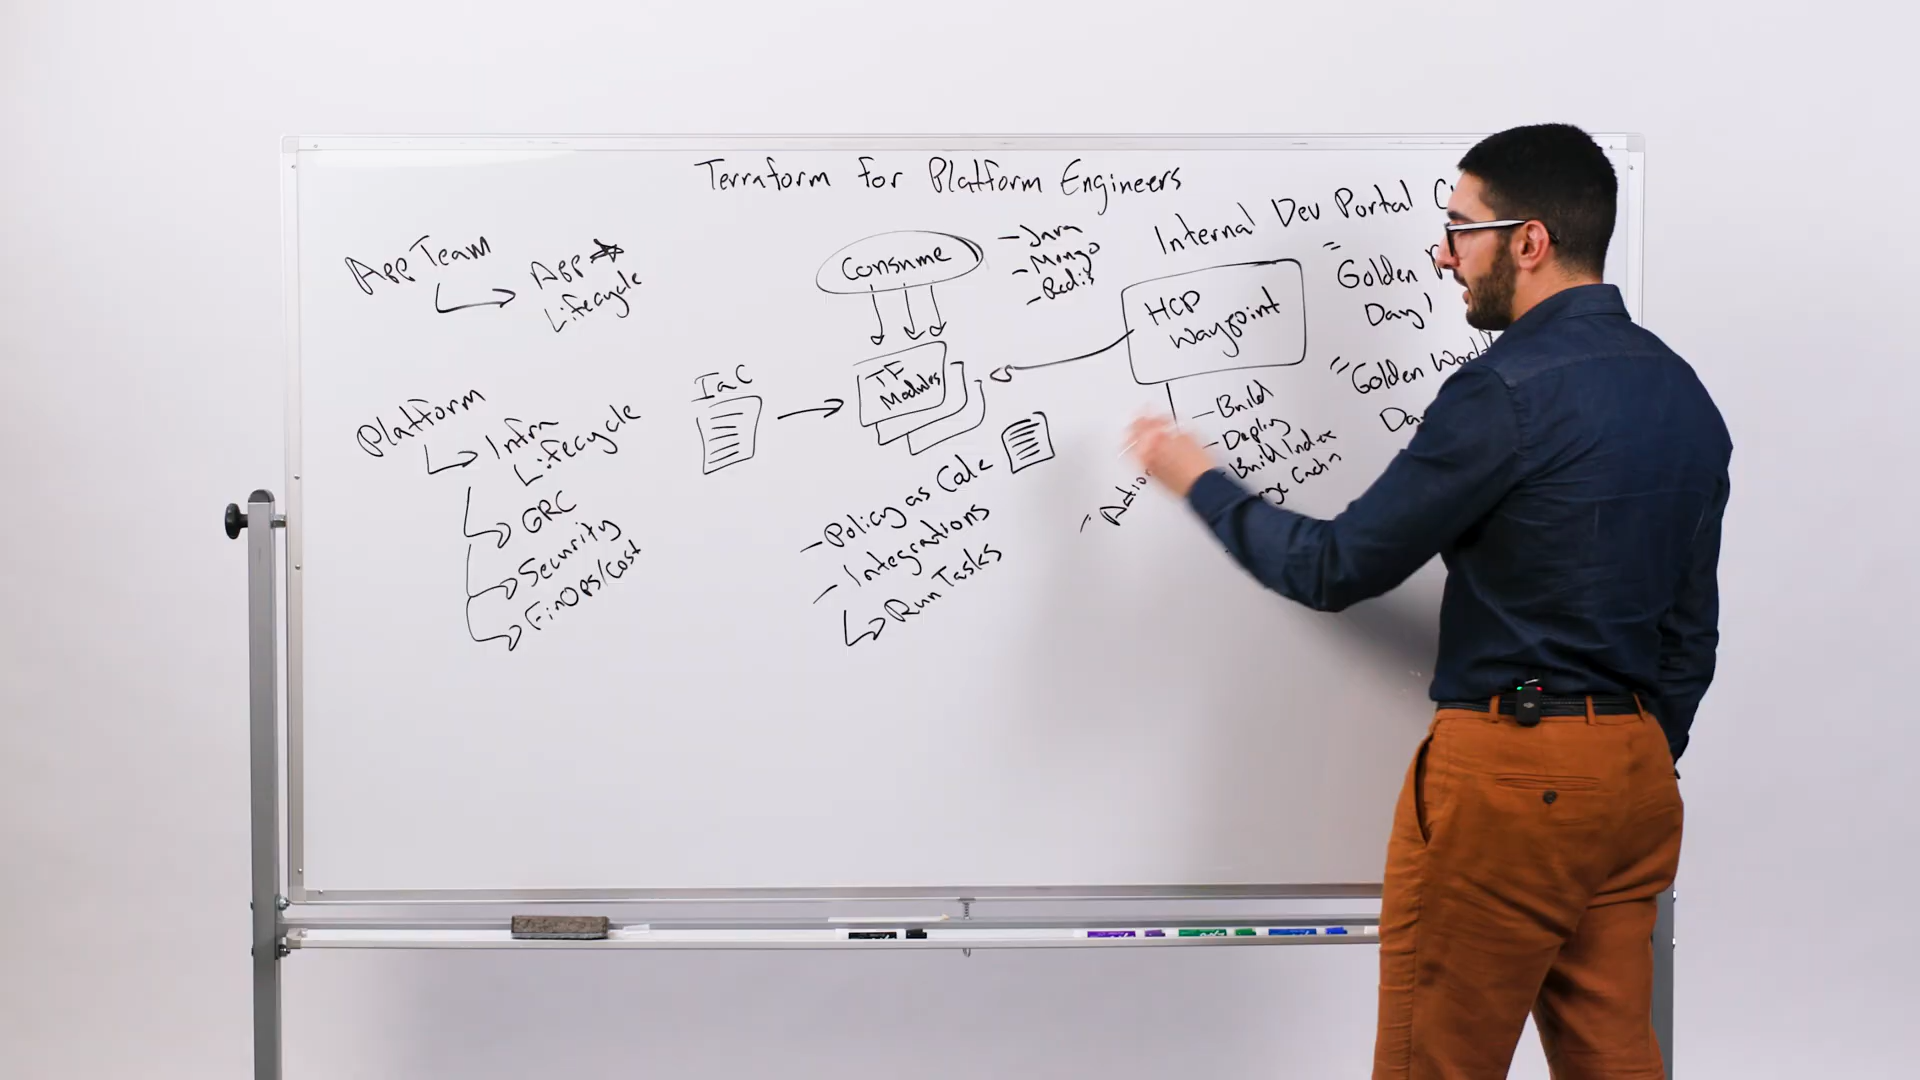 Terraform for Platform Engineers
App Team
App
Lifecycle
Platform
Infra
Lifecycle
GRC
Security
FinOps/Cost
IaC
Consume
- Java
- Mongo
- Redis
TF
Modules
- Policy as Code
- Integrations
Run Tasks
Internal Dev Portal
HCP
Waypoint
"Golden
Day 1
"Golden
- Build
- Deploy
- Build Index